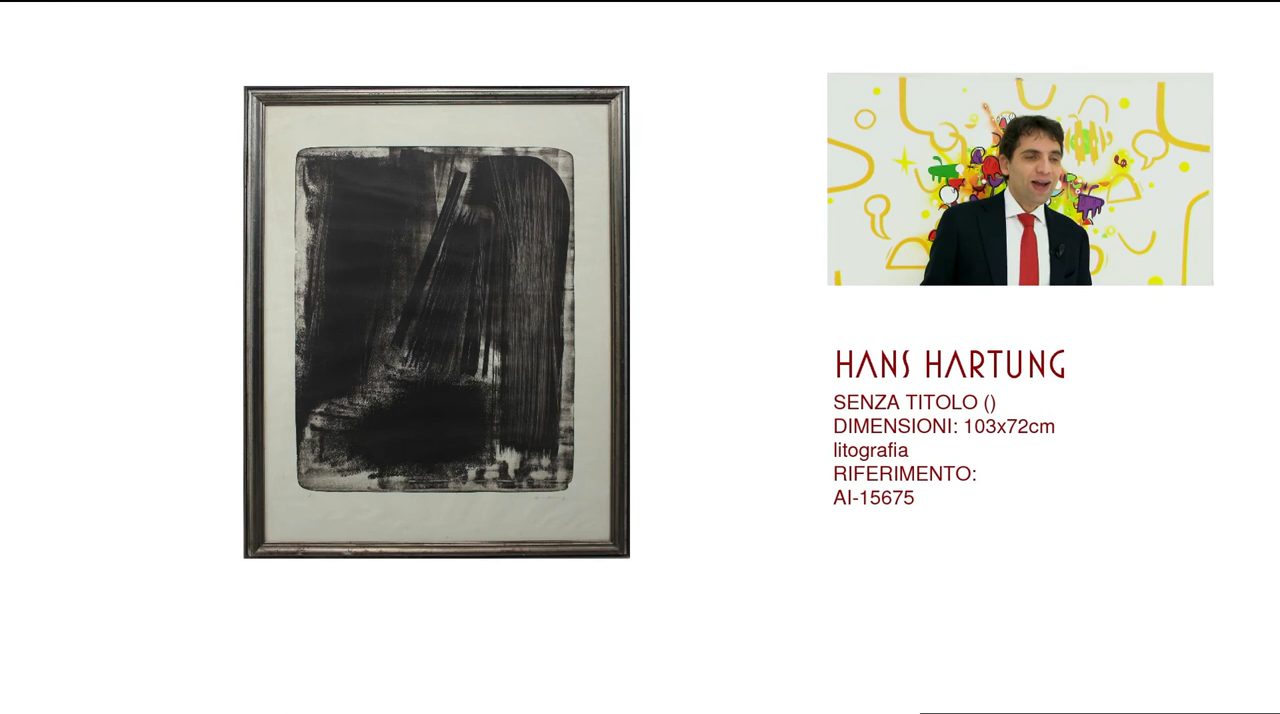 HANS HARTUNG
SENZA TITOLO ()
DIMENSIONI: 103x72cm
litografia
RIFERIMENTO:
AI-15675